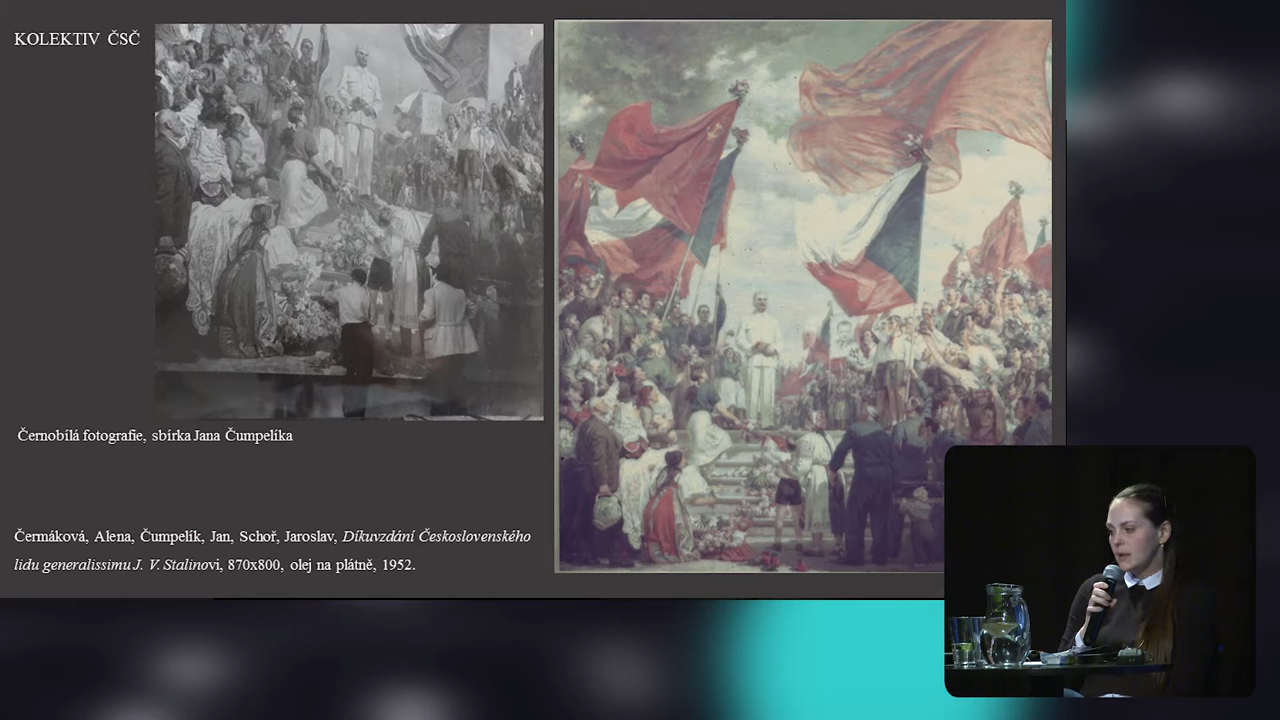 KOLEKTIV ČSČ
Černobílá fotografie, sbírka Jana Čumpelíka
Čermáková, Alena, Čumpelík, Jan, Schoř, Jaroslav, Díkuvzdání Československého
lidu generalissimu J. V. Stalinovi, 870x800, olej na plátně, 1952.